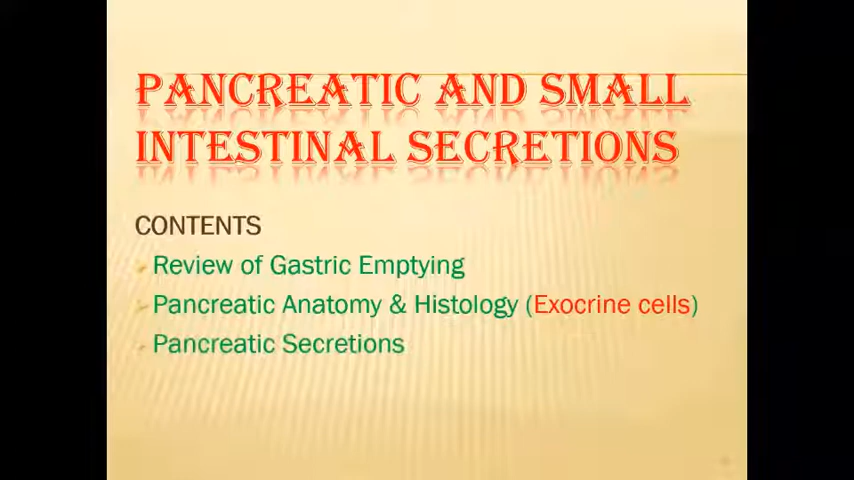 PANCREATIC AND SMALL
INTESTINAL SECRETIONS
CONTENTS
Review of Gastric Emptying
Pancreatic Anatomy & Histology (Exocrine cells)
Pancreatic Secretions